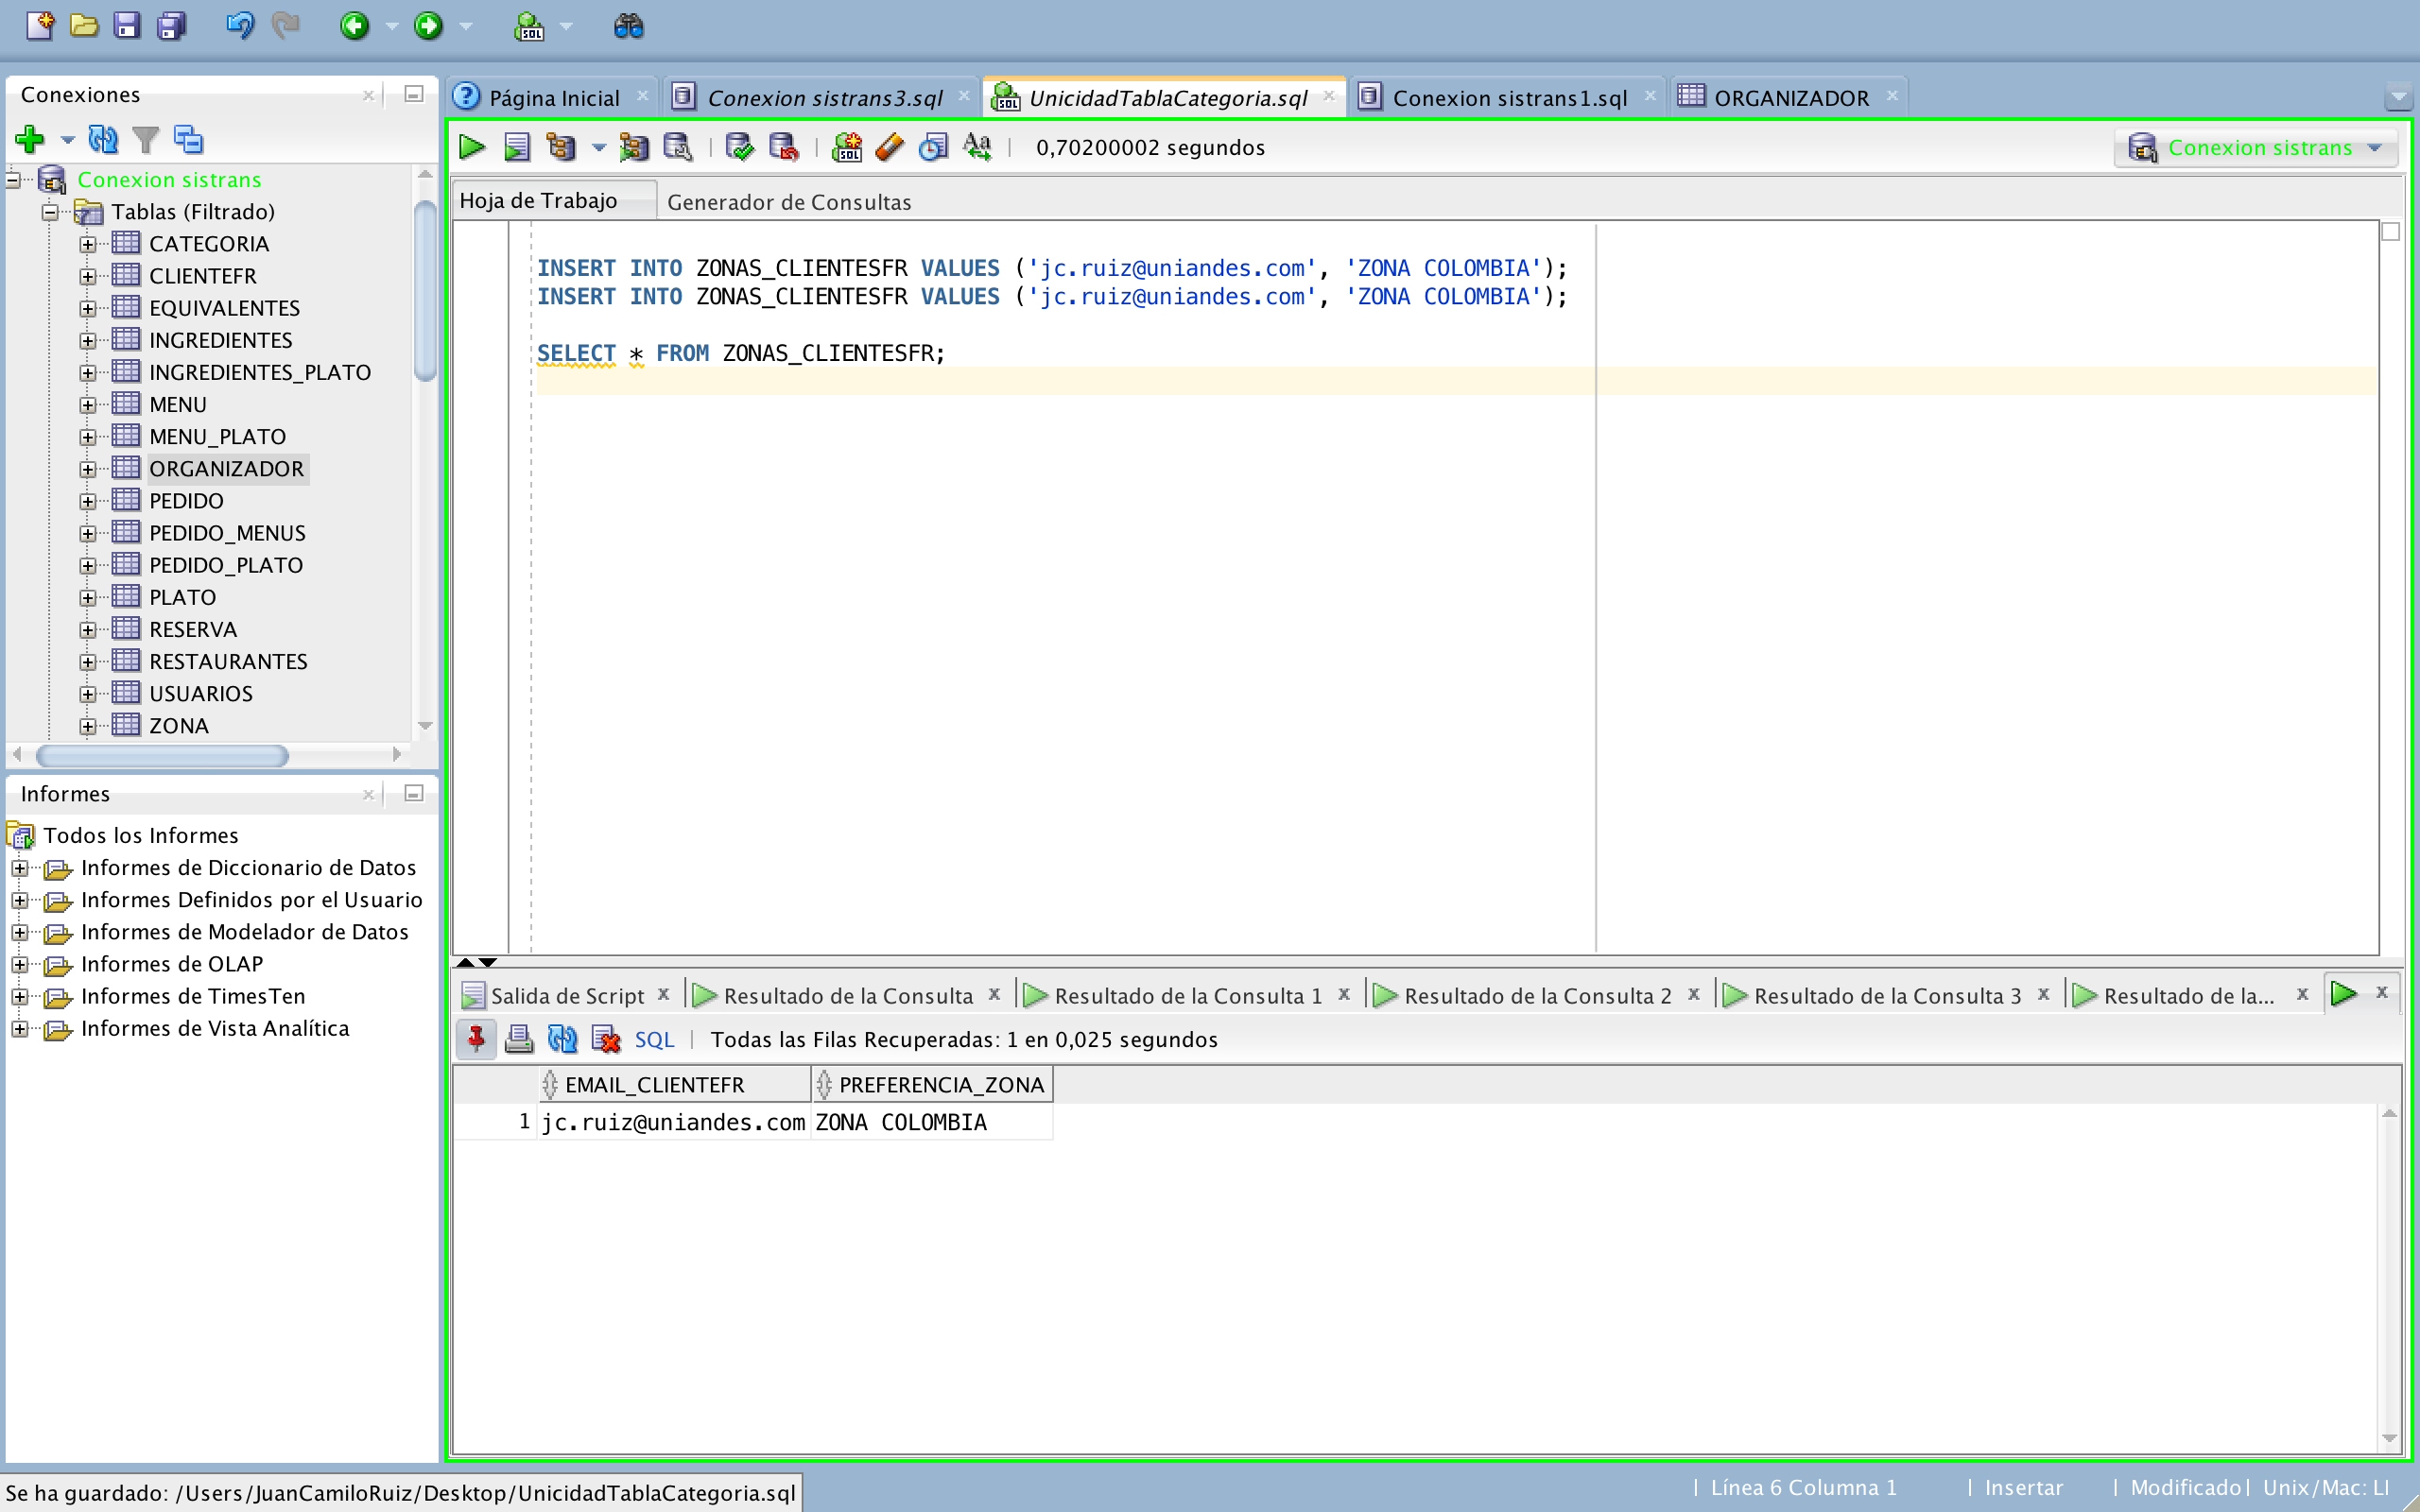 SQL
Conexiones
Conexion sistrans
Tablas (Filtrado)
CATEGORIA
CLIENTEFR
EQUIVALENTES
INGREDIENTES
INGREDIENTES_PLATO
MENU
MENU_PLATO
ORGANIZADOR
PEDIDO
PEDIDO_MENUS
PEDIDO_PLATO
PLATO
RESERVA
RESTAURANTES
USUARIOS
ZONA
Informes
Todos los Informes
Informes de Diccionario de Datos
Informes Definidos por el Usuario
Informes de Modelador de Datos
Informes de OLAP
Informes de TimesTen
Informes de Vista Analítica
Página Inicial
Conexion sistrans3.sql
SQL
UnicidadTablaCategoria.sql
Conexion sistrans1.sql
ORGANIZADOR
SQL
Aa
0,70200002 segundos
Conexion sistrans
Hoja de Trabajo
Generador de Consultas
INSERT INTO ZONAS_CLIENTESFR VALUES ('jc.ruiz@uniandes.com', 'ZONA COLOMBIA');
INSERT INTO ZONAS_CLIENTESFR VALUES ('jc.ruiz@uniandes.com', 'ZONA COLOMBIA');
SELECT * FROM ZONAS_CLIENTESFR;
Salida de Script
Resultado de la Consulta
Resultado de la Consulta 1
Resultado de la Consulta 2
Resultado de la Consulta 3
Resultado de la...
SQL
Todas las Filas Recuperadas: 1 en 0,025 segundos
EMAIL_CLIENTEFR PREFERENCIA_ZONA
1 jc.ruiz@uniandes.com ZONA COLOMBIA
Se ha guardado: /Users/JuanCamiloRuiz/Desktop/UnicidadTablaCategoria.sql
Línea 6 Columna 1
Insertar
Modificado
Unix/Mac: LI